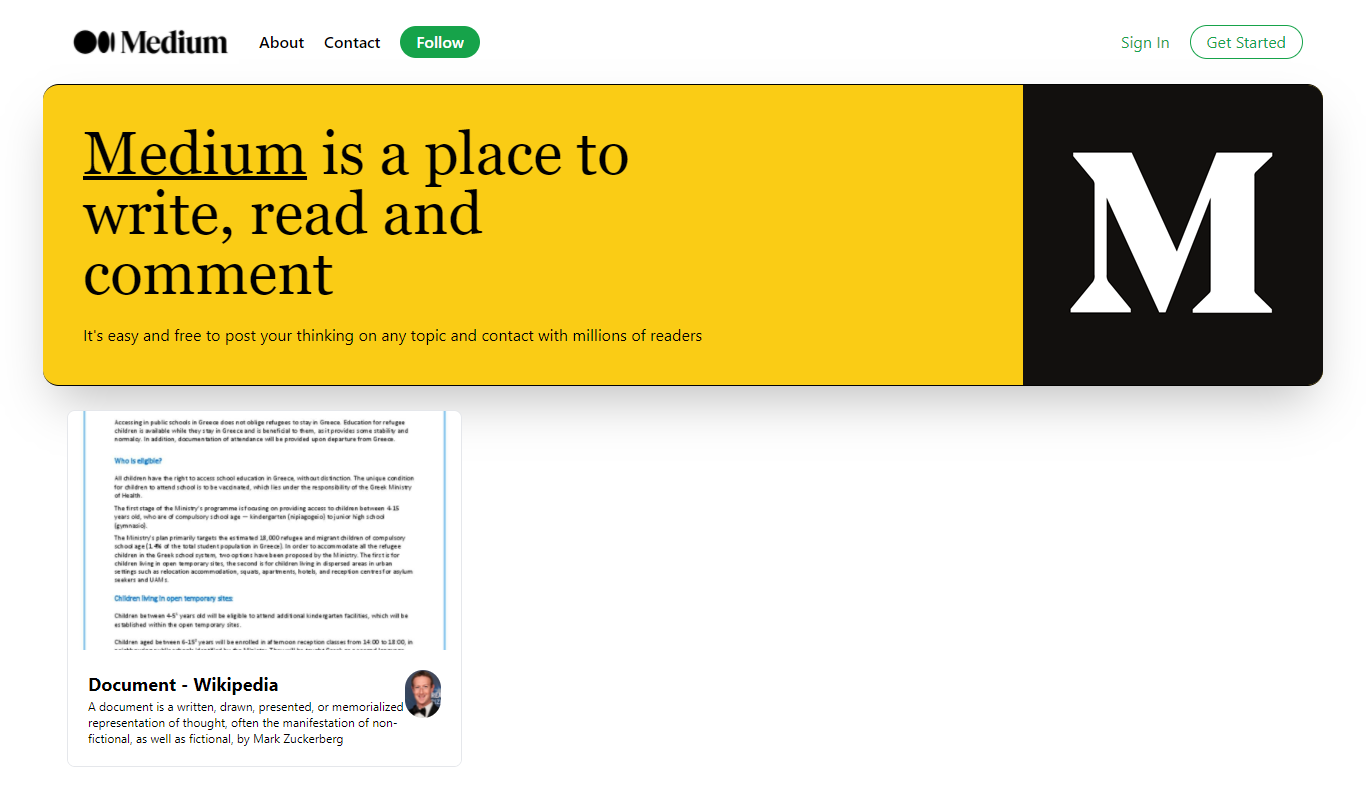 Medium About Contact Follow Sign In Get Started
Medium is a place to
write, read and
comment
It's easy and free to post your thinking on any topic and contact with millions of readers
M
Accessing in public schools in Greece does not oblige refugees to stay in Greece. Education for refugee
children is available while they stay in Greece and is beneficial to them, as it provides some stability and
normalcy. In addition, documentation of attendance will be provided upon departure from Greece.
Who is eligible?
All children have the right to access school education in Greece, without distinction. The unique condition
for children to attend school is to be vaccinated, which lies under the responsibility of the Greek Ministry
of Health.
The first stage of the Ministry's programme is focusing on providing access to children between 4-15
years old, who are of compulsory school age — kindergarten (nipiagogeio) to junior high school
(gymnasio).
The Ministry's plan primarily targets the estimated 18,000 refugee and migrant children of compulsory
school age (1.4% of the total student population in Greece). In order to accommodate all the refugee
children in the Greek school system, two options have been proposed by the Ministry. The first is for
children living in open temporary sites, the second is for children living in dispersed areas in urban
settings such as relocation accommodation, squats, apartments, hotels, and reception centres for asylum
seekers and UAMs.
Children living in open temporary sites:
Children between 4-5 years old will be eligible to attend additional kindergarten facilities, which will be
established within the open temporary sites.
Children aged between 6-15 years will be enrolled in afternoon reception classes from 14:00 to 18:00, in
Document - Wikipedia
A document is a written, drawn, presented, or memorialized
representation of thought, often the manifestation of non-
fictional, as well as fictional, by Mark Zuckerberg